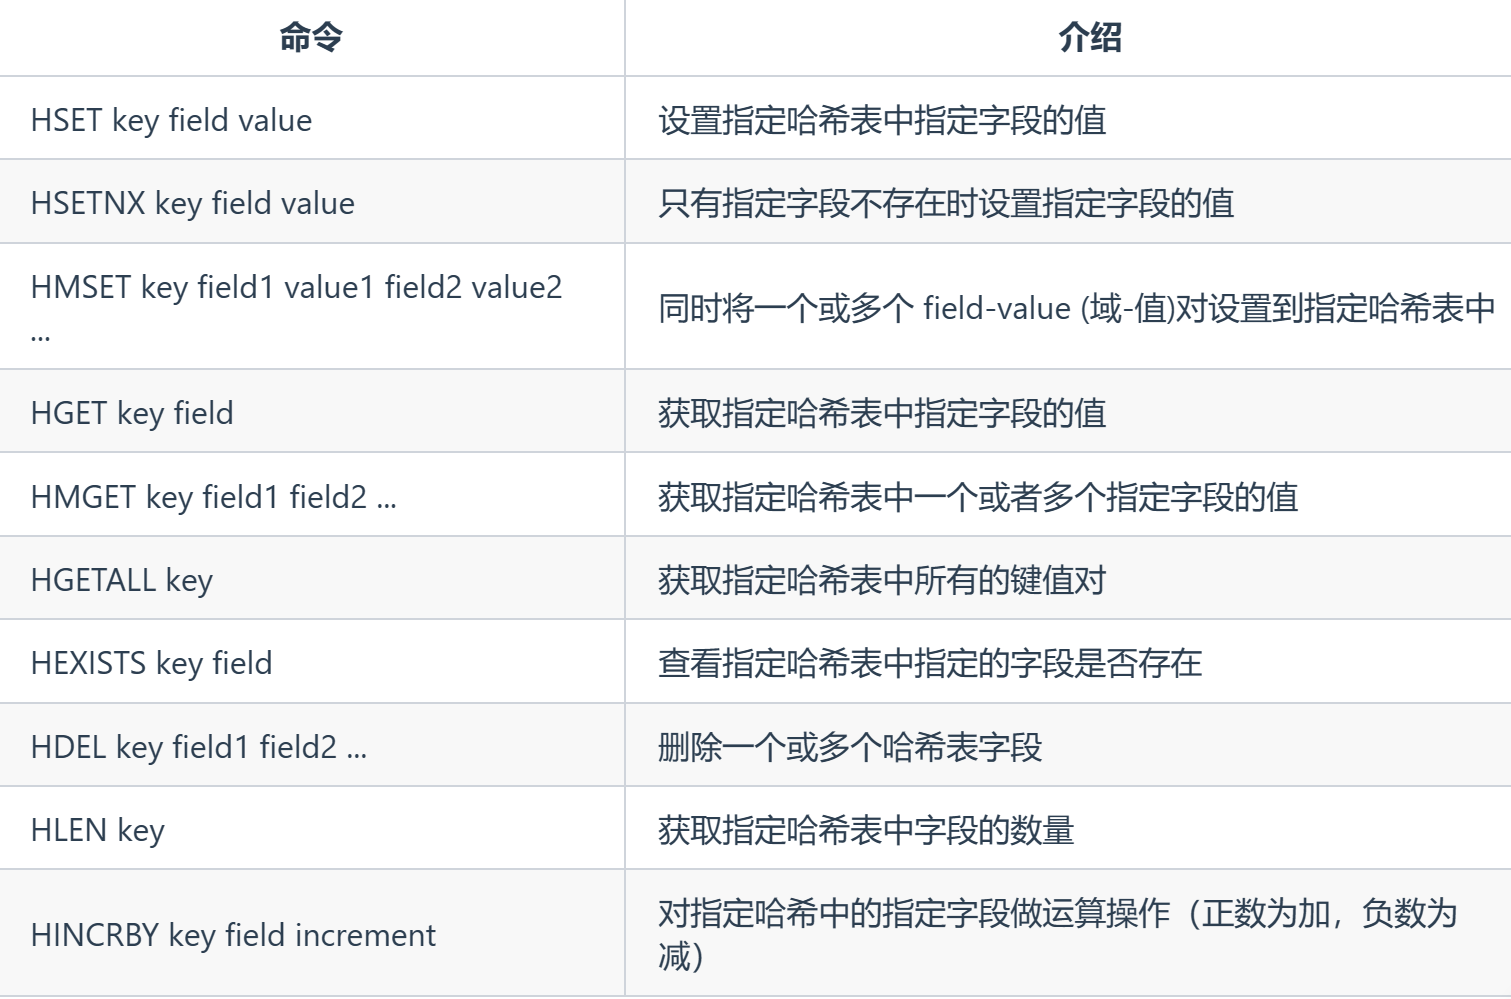 命令
介绍
HSET key field value
设置指定哈希表中指定字段的值
HSETNX key field value
只有指定字段不存在时设置指定字段的值
HMSET key field1 value1 field2 value2
...
同时将一个或多个 field-value (域-值)对设置到指定哈希表中
HGET key field
获取指定哈希表中指定字段的值
HMGET key field1 field2 ...
获取指定哈希表中一个或者多个指定字段的值
HGETALL key
获取指定哈希表中所有的键值对
HEXISTS key field
查看指定哈希表中指定的字段是否存在
HDEL key field1 field2 ...
删除一个或多个哈希表字段
HLEN key
获取指定哈希表中字段的数量
HINCRBY key field increment
对指定哈希中的指定字段做运算操作（正数为加，负数为
减）